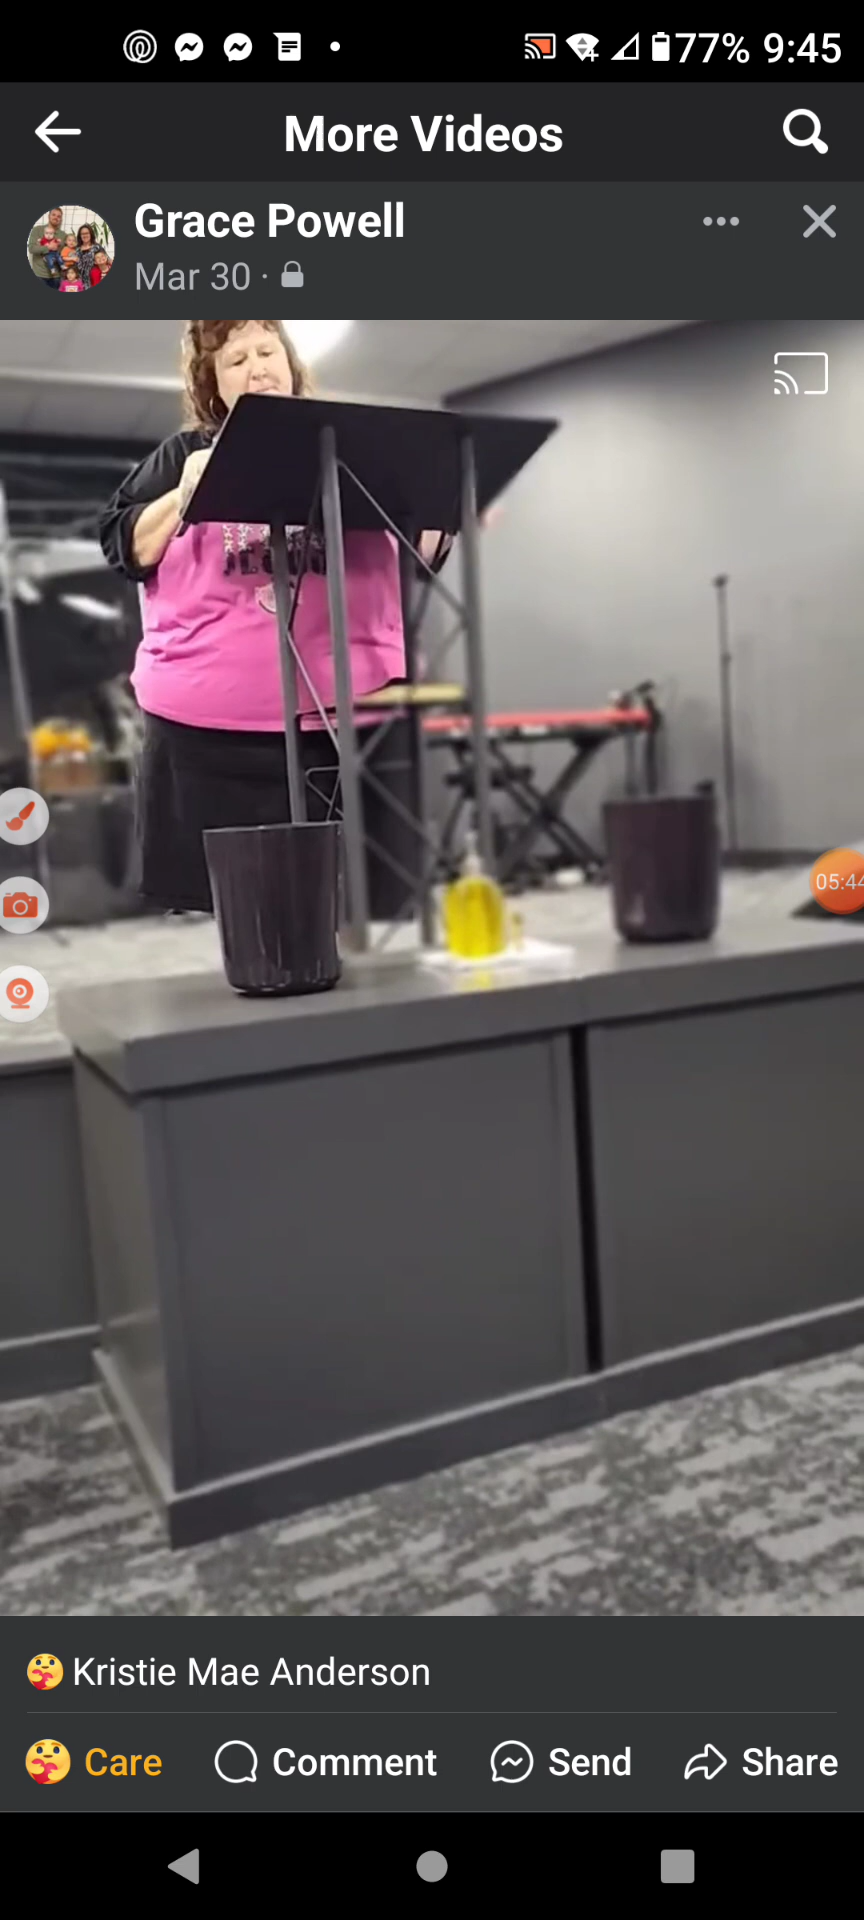 77% 9:45
More Videos
Grace Powell
Mar 30 ·
05:44
Kristie Mae Anderson
Care Comment Send Share